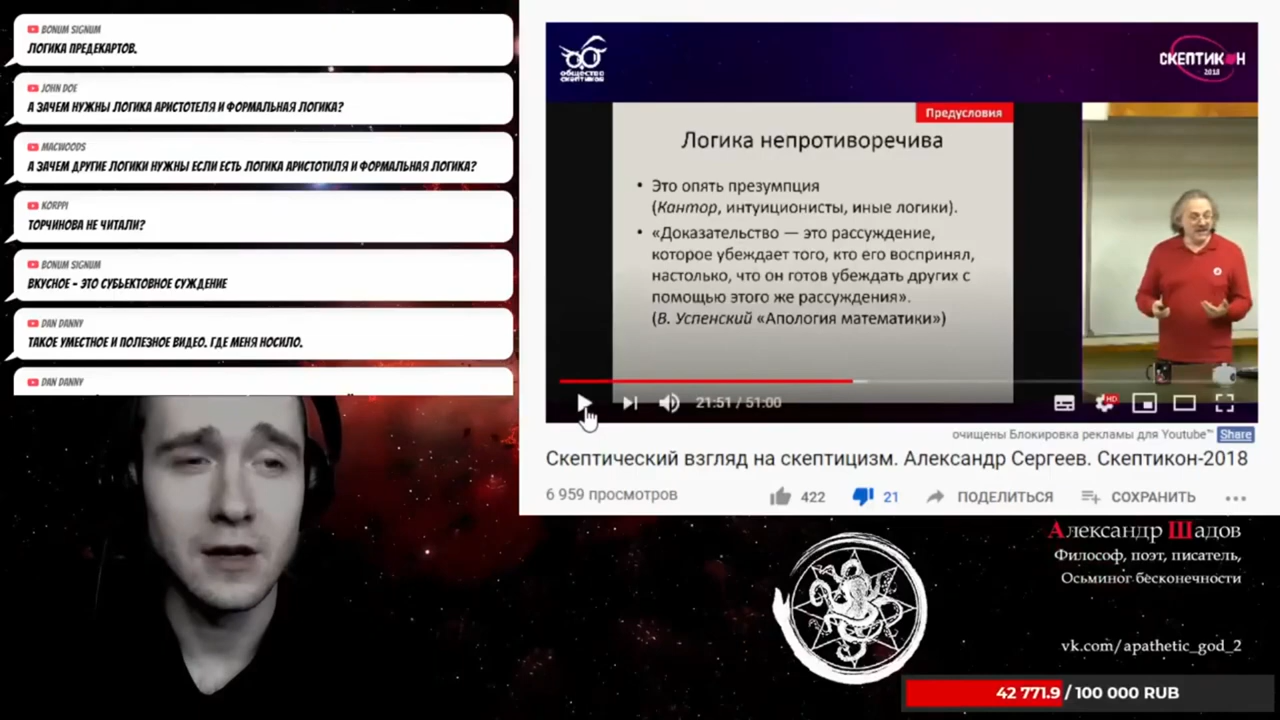 BONUM SIGNUM
ЛОГИКА ПРЕДЕКАРТОВ.
JOHN DOE
А ЗАЧЕМ НУЖНЫ ЛОГИКА АРИСТОТЕЛЯ И ФОРМАЛЬНАЯ ЛОГИКА?
MACWOODS
А ЗАЧЕМ ДРУГИЕ ЛОГИКИ НУЖНЫ ЕСЛИ ЕСТЬ ЛОГИКА АРИСТОТИЛЯ И ФОРМАЛЬНАЯ ЛОГИКА?
KORPPI
ТОРЧИНОВА НЕ ЧИТАЛИ?
BONUM SIGNUM
ВКУСНОЕ - ЭТО СУБЬЕКТОВНОЕ СУЖДЕНИЕ
DAN DANNY
ТАКОЕ УМЕСТНОЕ И ПОЛЕЗНОЕ ВИДЕО. ГДЕ МЕНЯ НОСИЛО.
DAN DANNY
ОБЩЕСТВО
СКЕПТИКОВ
СКЕПТИКОН
2018
Предусловия
Логика непротиворечива
• Это опять презумпция
(Кантор, интуиционисты, иные логики).
• «Доказательство — это рассуждение,
которое убеждает того, кто его воспринял,
настолько, что он готов убеждать других с
помощью этого же рассуждения».
(В. Успенский «Апология математики»)
21:51 / 51:00
HD
очищены Блокировка рекламы для Youtube™ Share
Скептический взгляд на скептицизм. Александр Сергеев. Скептикон-2018
6 959 просмотров
422
21
ПОДЕЛИТЬСЯ
СОХРАНИТЬ
Александр Шадов
Философ, поэт, писатель,
Осьминог бесконечности
vk.com/apathetic_god_2
42 771.9 / 100 000 RUB